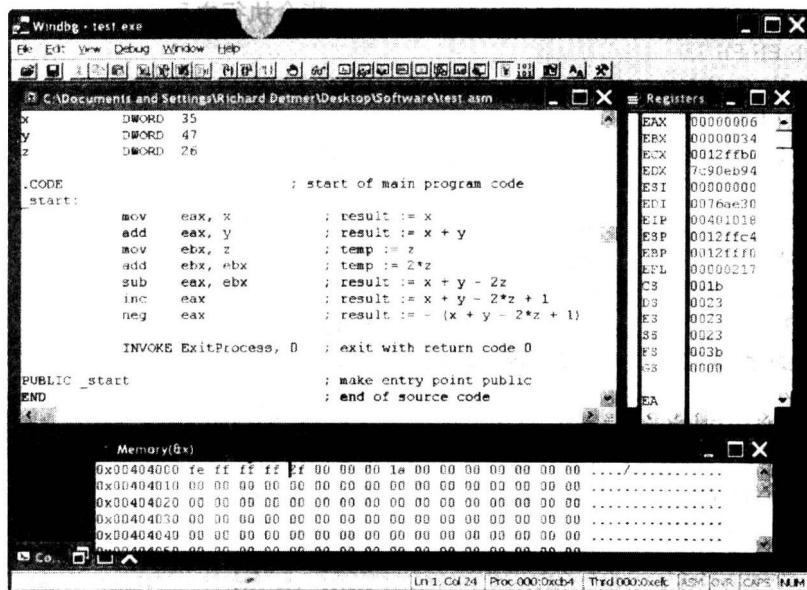 Windbg - test.exe
File Edit View Debug Window Help
C:\Documents and Settings\Richard Detmer\Desktop\Software\test.asm
x DWORD 35
y DWORD 47
z DWORD 26
.CODE ; start of main program code
_start:
mov eax, x ; result := x
add eax, y ; result := x + y
mov ebx, z ; temp := z
add ebx, ebx ; temp := 2*z
sub eax, ebx ; result := x + y - 2z
inc eax ; result := x + y - 2*z + 1
neg eax ; result := - (x + y - 2*z + 1)
INVOKE ExitProcess, 0 ; exit with return code 0
PUBLIC _start ; make entry point public
END ; end of source code
Registers
EAX 00000006
EBX 00000034
ECX 0012ffb0
EDX 7c90eb94
ESI 00000000
EDI 0076ae30
EIP 00401018
ESP 0012ffc4
EBP 0012fff0
EFL 00000217
CS 001b
DS 0023
ES 0023
SS 0023
FS 003b
GS 0000
EA
Memory(&x)
0x00404000 fe ff ff ff 2f 00 00 00 1a 00 00 00 00 00 00 00 ..../...........
0x00404010 00 00 00 00 00 00 00 00 00 00 00 00 00 00 00 00 ................
0x00404020 00 00 00 00 00 00 00 00 00 00 00 00 00 00 00 00 ................
0x00404030 00 00 00 00 00 00 00 00 00 00 00 00 00 00 00 00 ................
0x00404040 00 00 00 00 00 00 00 00 00 00 00 00 00 00 00 00 ................
Co...
Ln 1, Col 24 Proc 000:0xcb4 Thrd 000:0xefc ASM OVR CAPS NUM